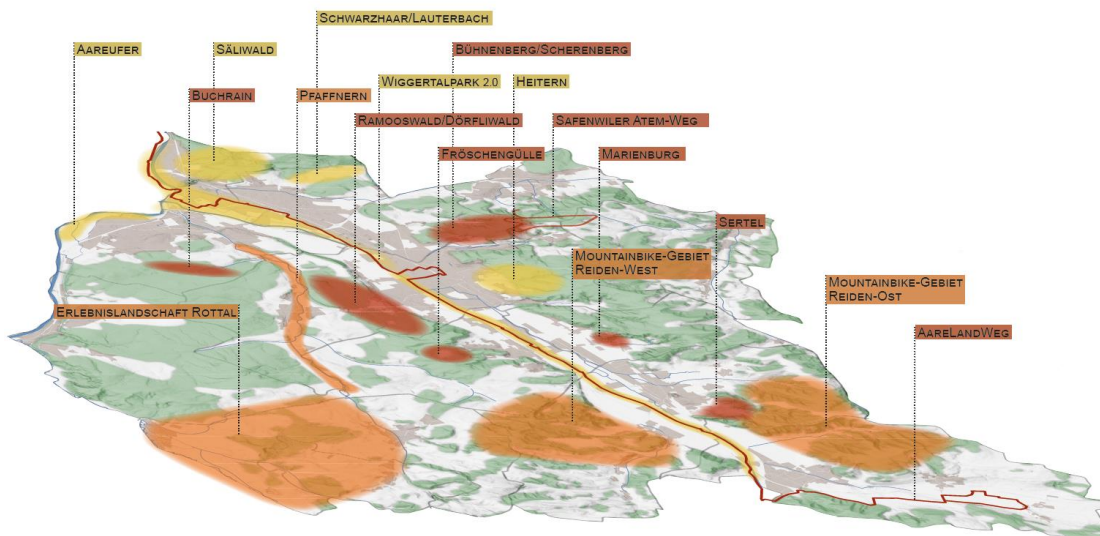 SCHWARZHAAR/LAUTERBACH
AAREUFER
SÄLIWALD
BÜHNENBERG/SCHERENBERG
WIGGERTALPARK 2.0
HEITERN
BUCHRAIN
PFAFFNERN
RAMOOSWALD/DÖRFLIWALD
SAFENWILER ATEM-WEG
FRÖSCHENGÜLLE
MARIENBURG
SERTEL
MOUNTAINBIKE-GEBIET
REIDEN-WEST
MOUNTAINBIKE-GEBIET
REIDEN-OST
ERLEBNISLANDSCHAFT ROTTAL
AARELANDWEG